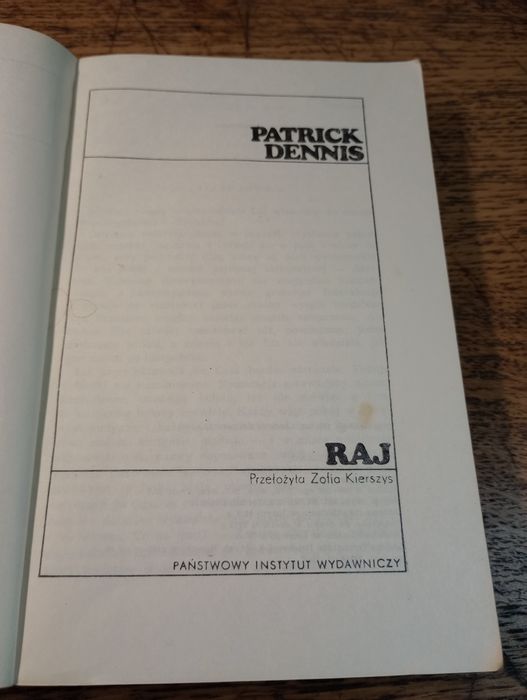 PATRICK
DENNIS
RAJ
Przełożyła Zofia Kierszys
PAŃSTWOWY INSTYTUT WYDAWNICZY